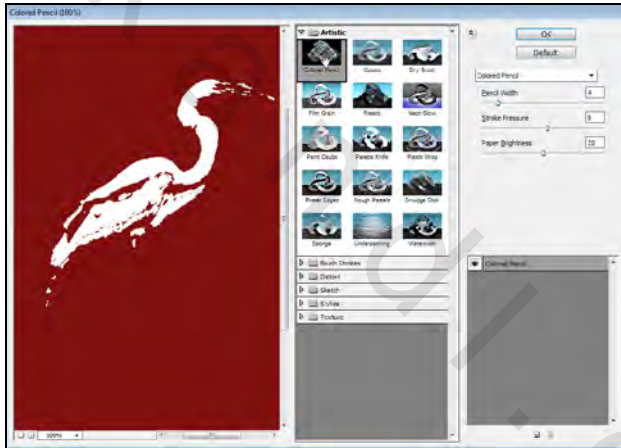 Colored Pencil (100%)
Artistic
Colored Pencil
Cutout
Dry Brush
Film Grain
Fresco
Neon Glow
Paint Daubs
Palette Knife
Plastic Wrap
Poster Edges
Rough Pastels
Smudge Stick
Sponge
Underpainting
Watercolor
Brush Strokes
Distort
Sketch
Stylize
Texture
OK
Default
Colored Pencil
Pencil Width
4
Stroke Pressure
8
Paper Brightness
Colored Pencil
100%